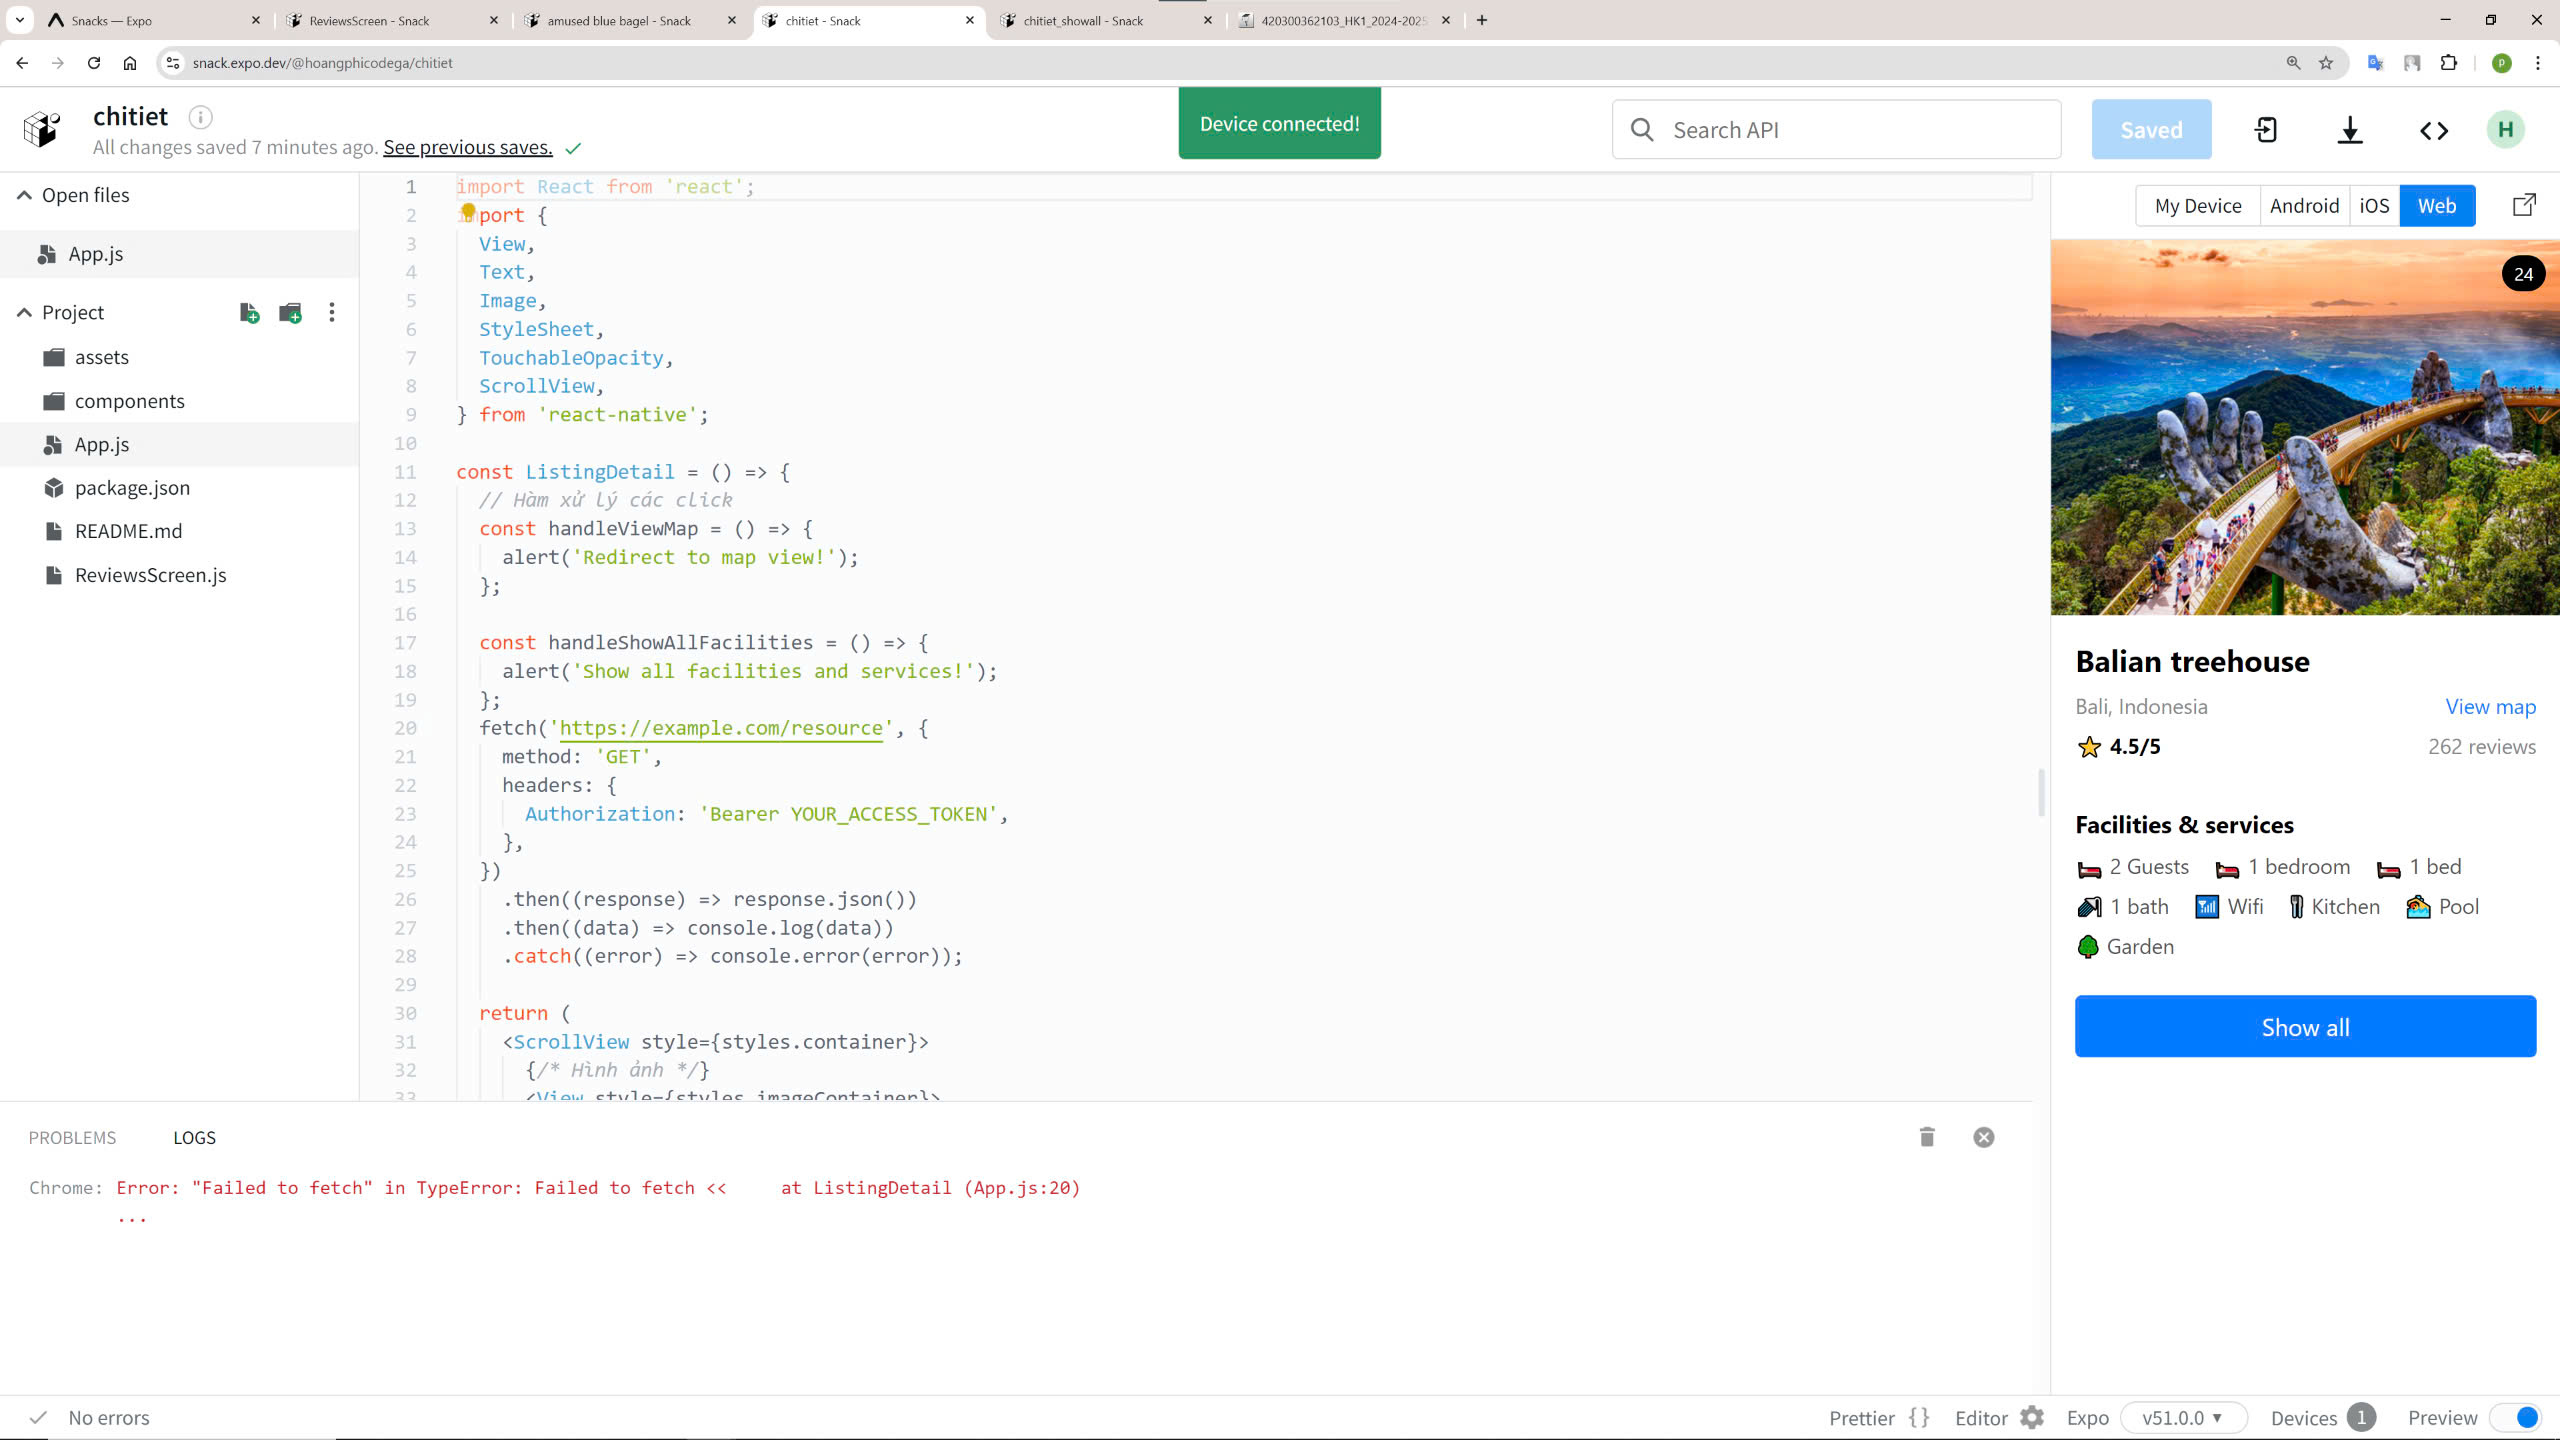 Snacks — Expo
ReviewsScreen - Snack
amused blue bagel - Snack
chitiet - Snack
chitiet_showall - Snack
420300362103_HK1_2024-2025
snack.expo.dev/@hoangphicodega/chitiet
P
chitiet
All changes saved 7 minutes ago. See previous saves.
Device connected!
Search API
Saved
H
Open files
App.js
Project
assets
components
App.js
package.json
README.md
ReviewsScreen.js
1 import React from 'react';
2 import {
3 View,
4 Text,
5 Image,
6 StyleSheet,
7 TouchableOpacity,
8 ScrollView,
9 } from 'react-native';
10
11 const ListingDetail = () => {
12 // Hàm xử lý các click
13 const handleViewMap = () => {
14 alert('Redirect to map view!');
15 };
16
17 const handleShowAllFacilities = () => {
18 alert('Show all facilities and services!');
19 };
20 fetch('https://example.com/resource', {
21 method: 'GET',
22 headers: {
23 Authorization: 'Bearer YOUR_ACCESS_TOKEN',
24 },
25 })
26 .then((response) => response.json())
27 .then((data) => console.log(data))
28 .catch((error) => console.error(error));
29
30 return (
31 <ScrollView style={styles.container}>
32 {/* Hình ảnh */}
33 <View style={styles.imageContainer}>
My Device
Android
iOS
Web
24
Balian treehouse
Bali, Indonesia
View map
4.5/5
262 reviews
Facilities & services
2 Guests 1 bedroom 1 bed
1 bath Wifi Kitchen Pool
Garden
Show all
PROBLEMS
LOGS
Chrome: Error: "Failed to fetch" in TypeError: Failed to fetch << at ListingDetail (App.js:20)
...
No errors
Prettier {}
Editor
Expo
v51.0.0
Devices 1
Preview